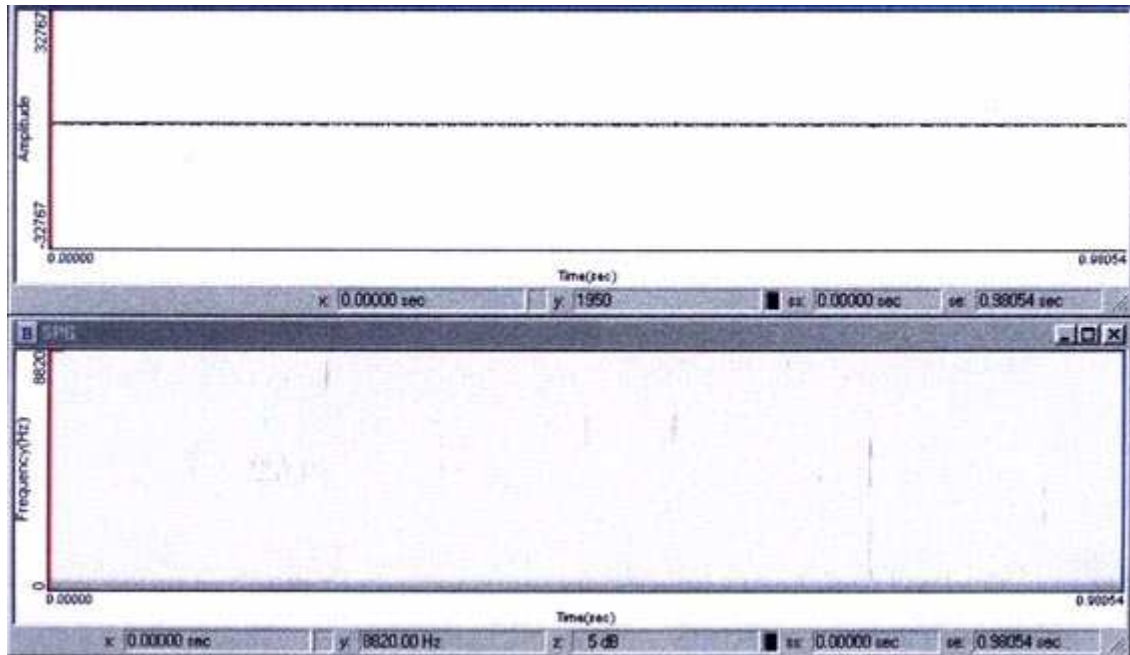 32767
Amplitude
-32767
0.00000
0.98054
Time(sec)
x: 0.00000 sec y: 1950 ss: 0.00000 sec se: 0.98054 sec
B SPG
8820
Frequency(Hz)
0
0.00000
0.98054
Time(sec)
x: 0.00000 sec y: 8820.00 Hz z: 5 dB ss: 0.00000 sec se: 0.98054 sec